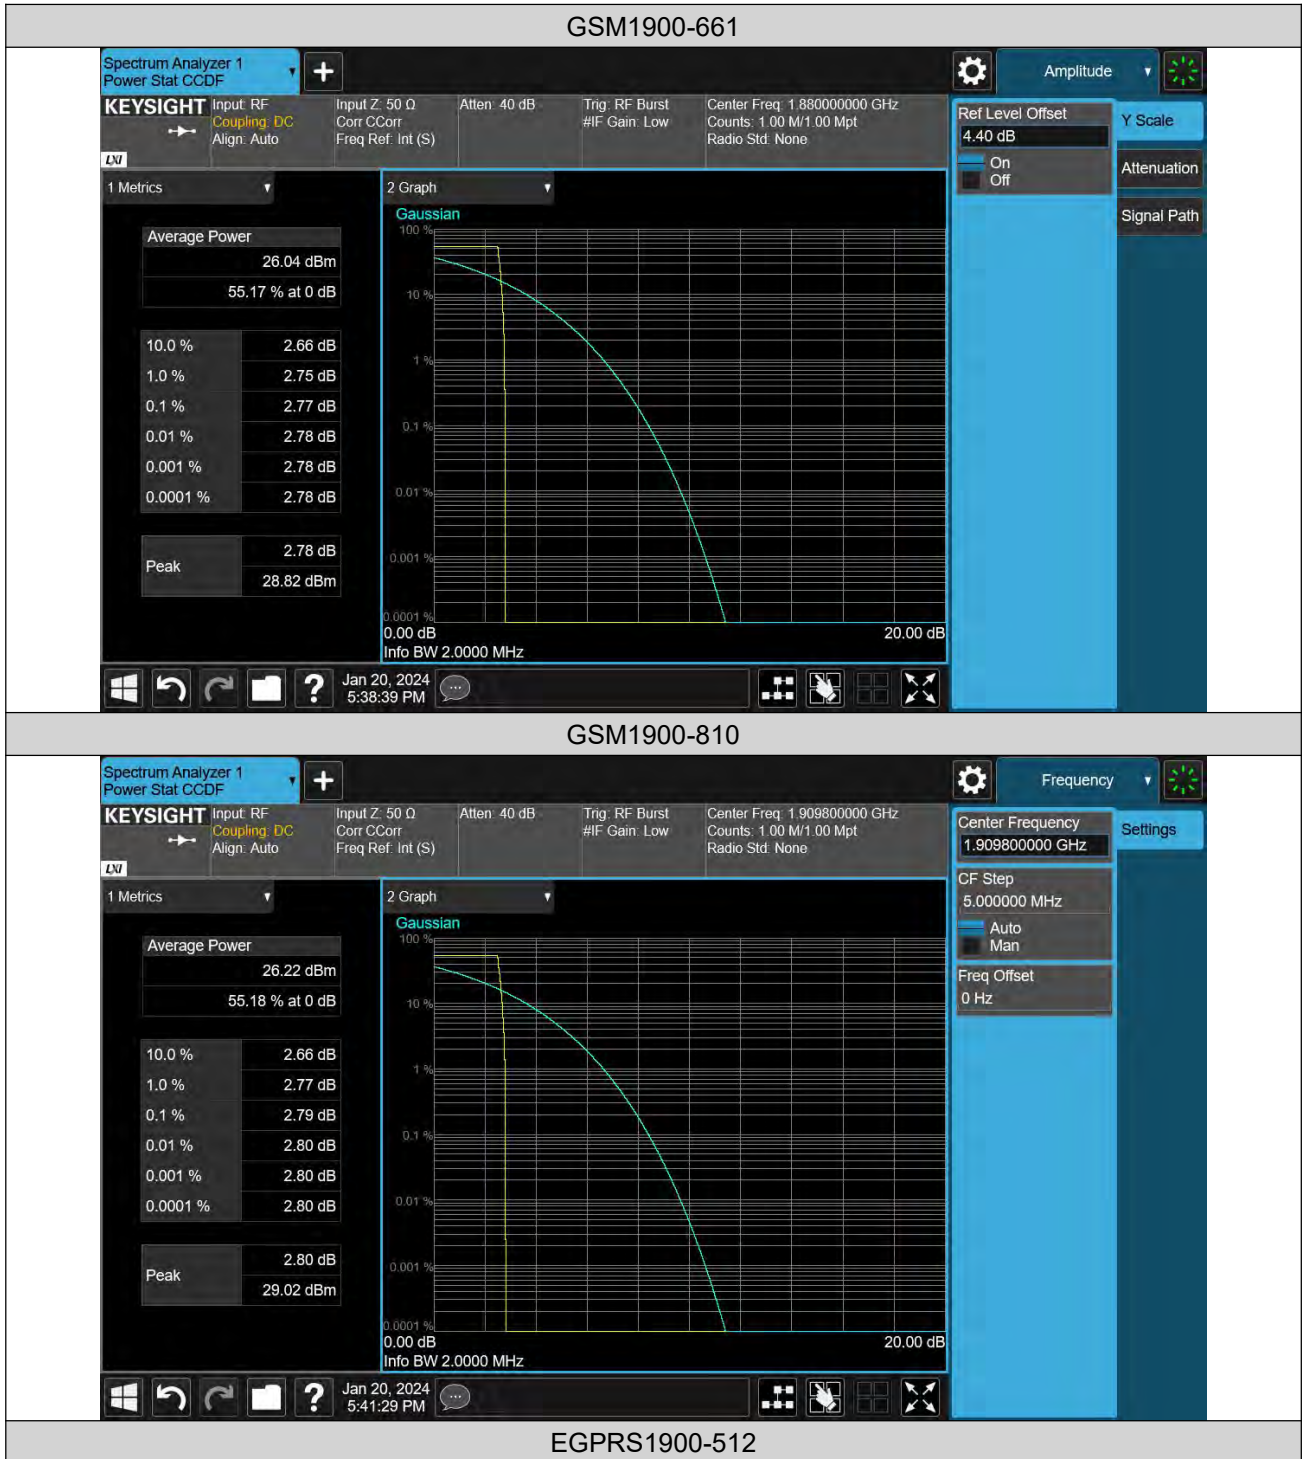 GSM1900-661
Spectrum Analyzer 1
Power Stat CCDF
Amplitude
KEYSIGHT
LXI
Input: RF
Coupling: DC
Align: Auto
Input Z: 50 Ω
Corr CCorr
Freq Ref: Int (S)
Atten: 40 dB
Trig: RF Burst
#IF Gain: Low
Center Freq: 1.880000000 GHz
Counts: 1.00 M/1.00 Mpt
Radio Std: None
Ref Level Offset
4.40 dB
On
Off
Y Scale
Attenuation
Signal Path
1 Metrics
Average Power
26.04 dBm
55.17 % at 0 dB
10.0 % 2.66 dB
1.0 % 2.75 dB
0.1 % 2.77 dB
0.01 % 2.78 dB
0.001 % 2.78 dB
0.0001 % 2.78 dB
Peak
2.78 dB
28.82 dBm
2 Graph
Gaussian
100 %
10 %
1 %
0.1 %
0.01 %
0.001 %
0.0001 %
0.00 dB
20.00 dB
Info BW 2.0000 MHz
?
Jan 20, 2024
5:38:39 PM
GSM1900-810
Spectrum Analyzer 1
Power Stat CCDF
Frequency
KEYSIGHT
LXI
Input: RF
Coupling: DC
Align: Auto
Input Z: 50 Ω
Corr CCorr
Freq Ref: Int (S)
Atten: 40 dB
Trig: RF Burst
#IF Gain: Low
Center Freq: 1.909800000 GHz
Counts: 1.00 M/1.00 Mpt
Radio Std: None
Center Frequency
1.909800000 GHz
CF Step
5.000000 MHz
Auto
Man
Freq Offset
0 Hz
Settings
1 Metrics
Average Power
26.22 dBm
55.18 % at 0 dB
10.0 % 2.66 dB
1.0 % 2.77 dB
0.1 % 2.79 dB
0.01 % 2.80 dB
0.001 % 2.80 dB
0.0001 % 2.80 dB
Peak
2.80 dB
29.02 dBm
2 Graph
Gaussian
100 %
10 %
1 %
0.1 %
0.01 %
0.001 %
0.0001 %
0.00 dB
20.00 dB
Info BW 2.0000 MHz
?
Jan 20, 2024
5:41:29 PM
EGPRS1900-512